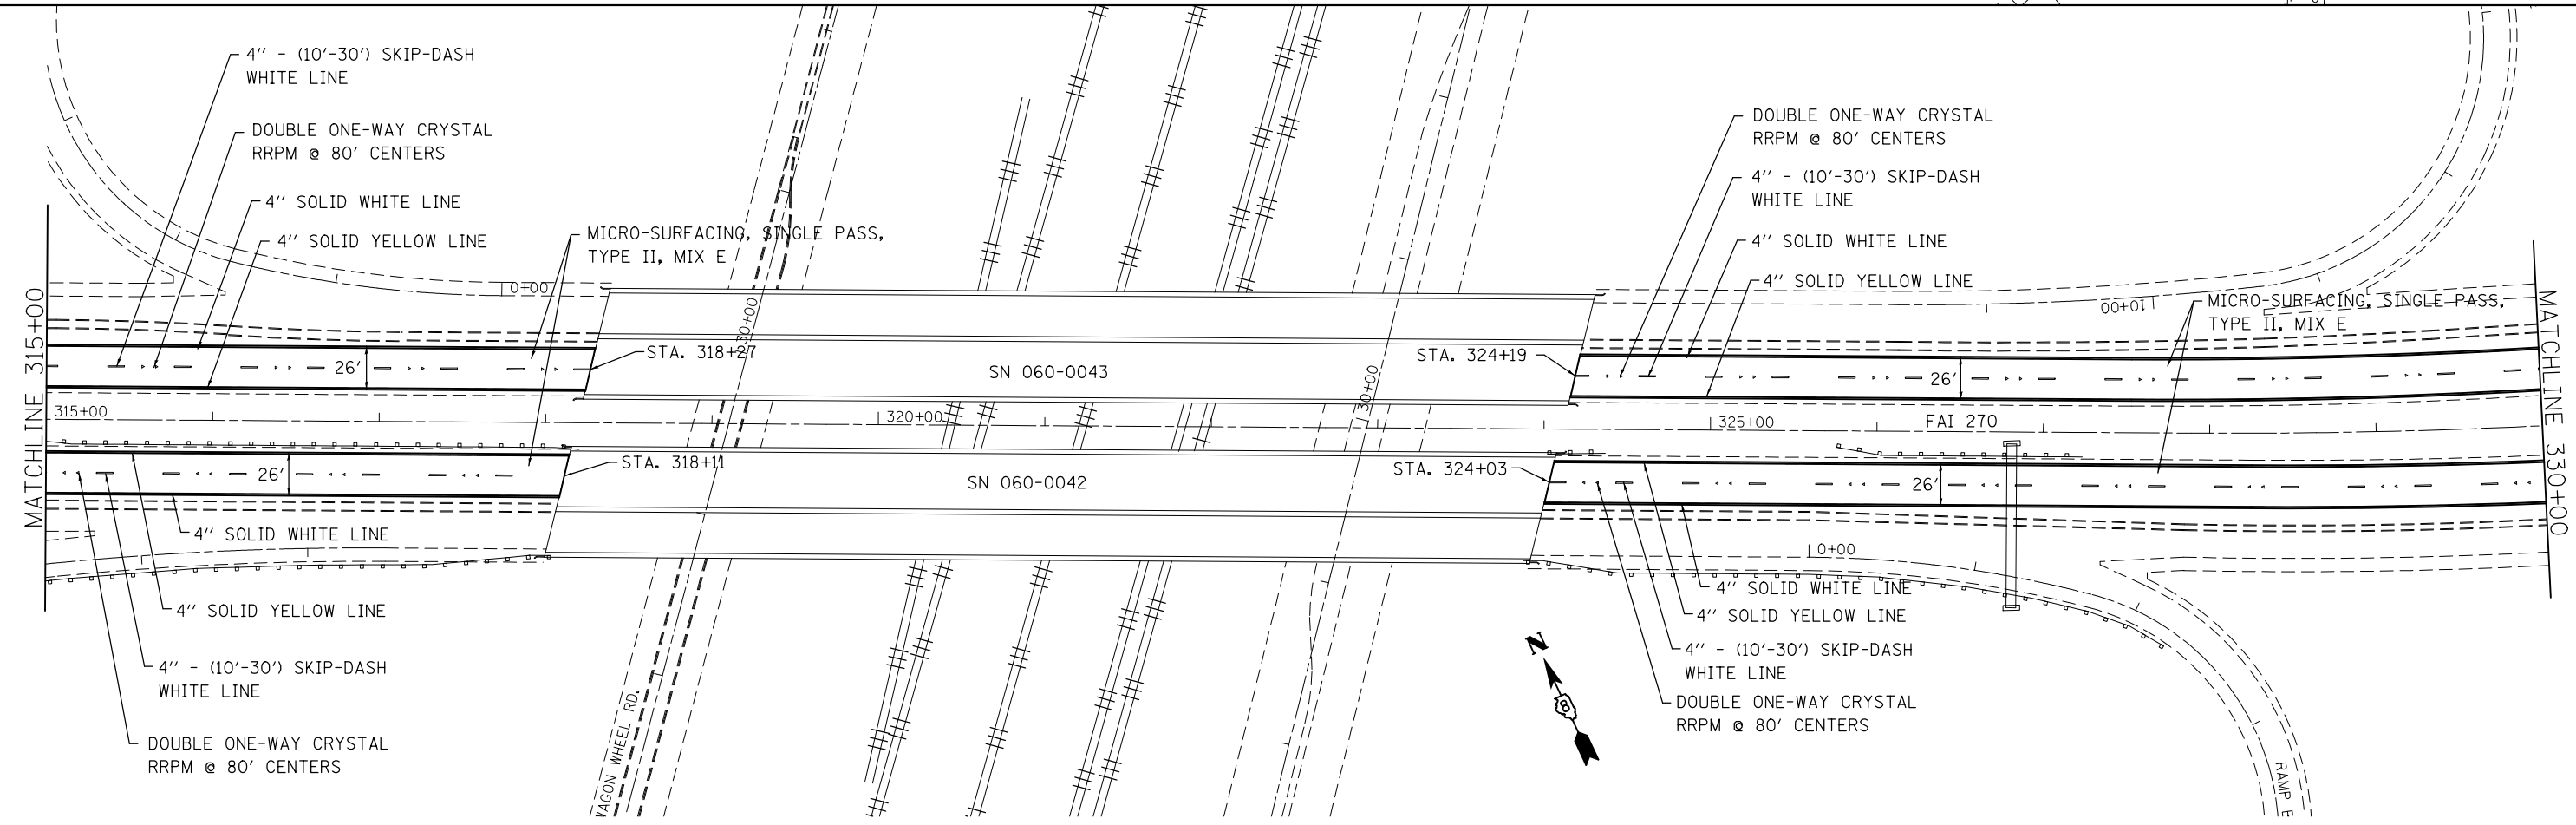 4'' - (10'-30') SKIP-DASH
WHITE LINE
DOUBLE ONE-WAY CRYSTAL
RRPM @ 80' CENTERS
4'' SOLID WHITE LINE
4'' SOLID YELLOW LINE
MICRO-SURFACING, SINGLE PASS,
TYPE II, MIX E
DOUBLE ONE-WAY CRYSTAL
RRPM @ 80' CENTERS
4'' - (10'-30') SKIP-DASH
WHITE LINE
4'' SOLID WHITE LINE
4'' SOLID YELLOW LINE
MICRO-SURFACING, SINGLE PASS,
TYPE II, MIX E
0+00
10+00
30+00
30+00
MATCHLINE 315+00
MATCHLINE 330+00
26'
STA. 318+27
SN 060-0043
STA. 324+19
26'
315+00
320+00
325+00
FAI 270
26'
STA. 318+11
SN 060-0042
STA. 324+03
26'
4'' SOLID WHITE LINE
4'' SOLID YELLOW LINE
4'' - (10'-30') SKIP-DASH
WHITE LINE
DOUBLE ONE-WAY CRYSTAL
RRPM @ 80' CENTERS
WAGON WHEEL RD.
0+00
4'' SOLID WHITE LINE
4'' SOLID YELLOW LINE
4'' - (10'-30') SKIP-DASH
WHITE LINE
DOUBLE ONE-WAY CRYSTAL
RRPM @ 80' CENTERS
N
8
RAMP